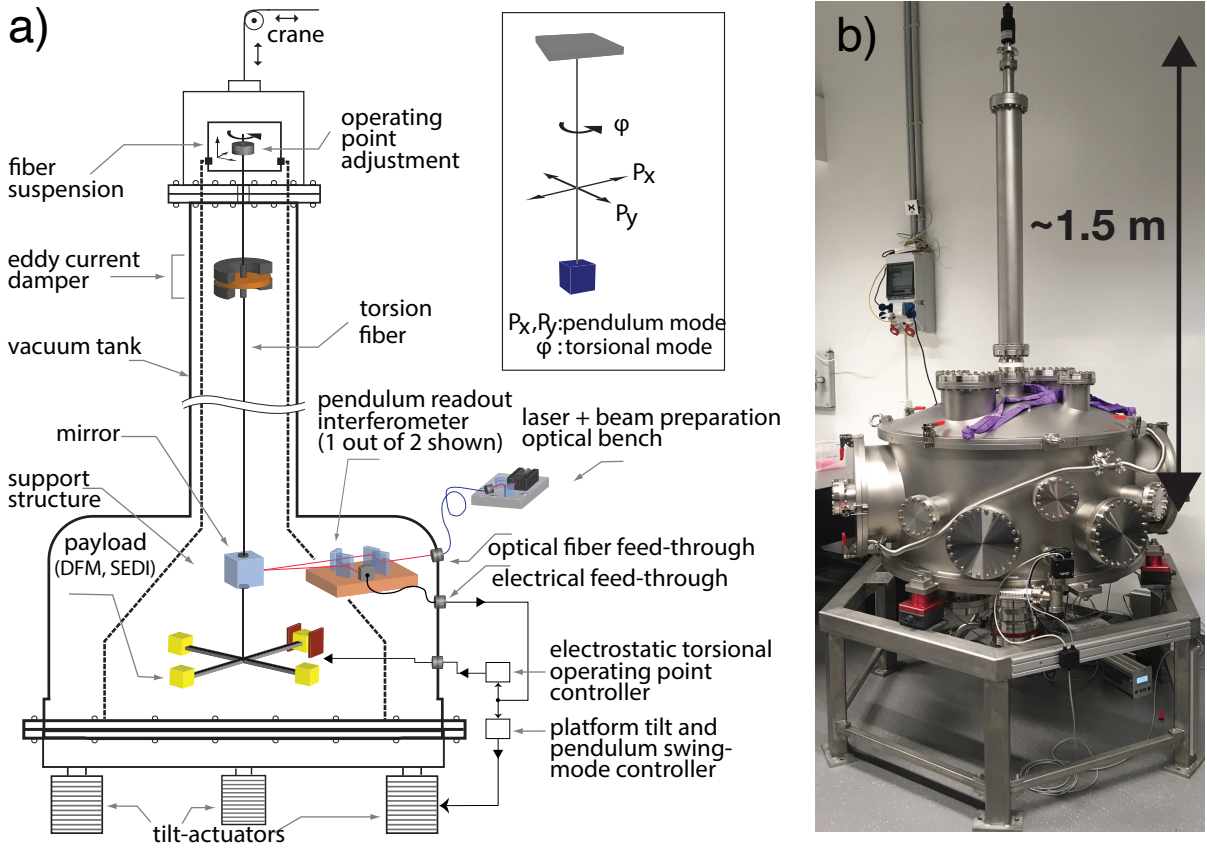 a)
crane
operating
point
adjustment
fiber
suspension
eddy current
damper
torsion
fiber
vacuum tank
mirror
pendulum readout
interferometer
(1 out of 2 shown)
laser + beam preparation
optical bench
support
structure
payload
(DFM, SEDI)
optical fiber feed-through
electrical feed-through
electrostatic torsional
operating point
controller
platform tilt and
pendulum swing-
mode controller
tilt-actuators
φ
Px
Py
Px,Py:pendulum mode
φ : torsional mode
b)
~1.5 m